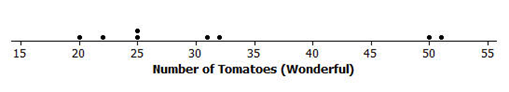 15 20 25 30 35 40 45 50 55
Number of Tomatoes (Wonderful)